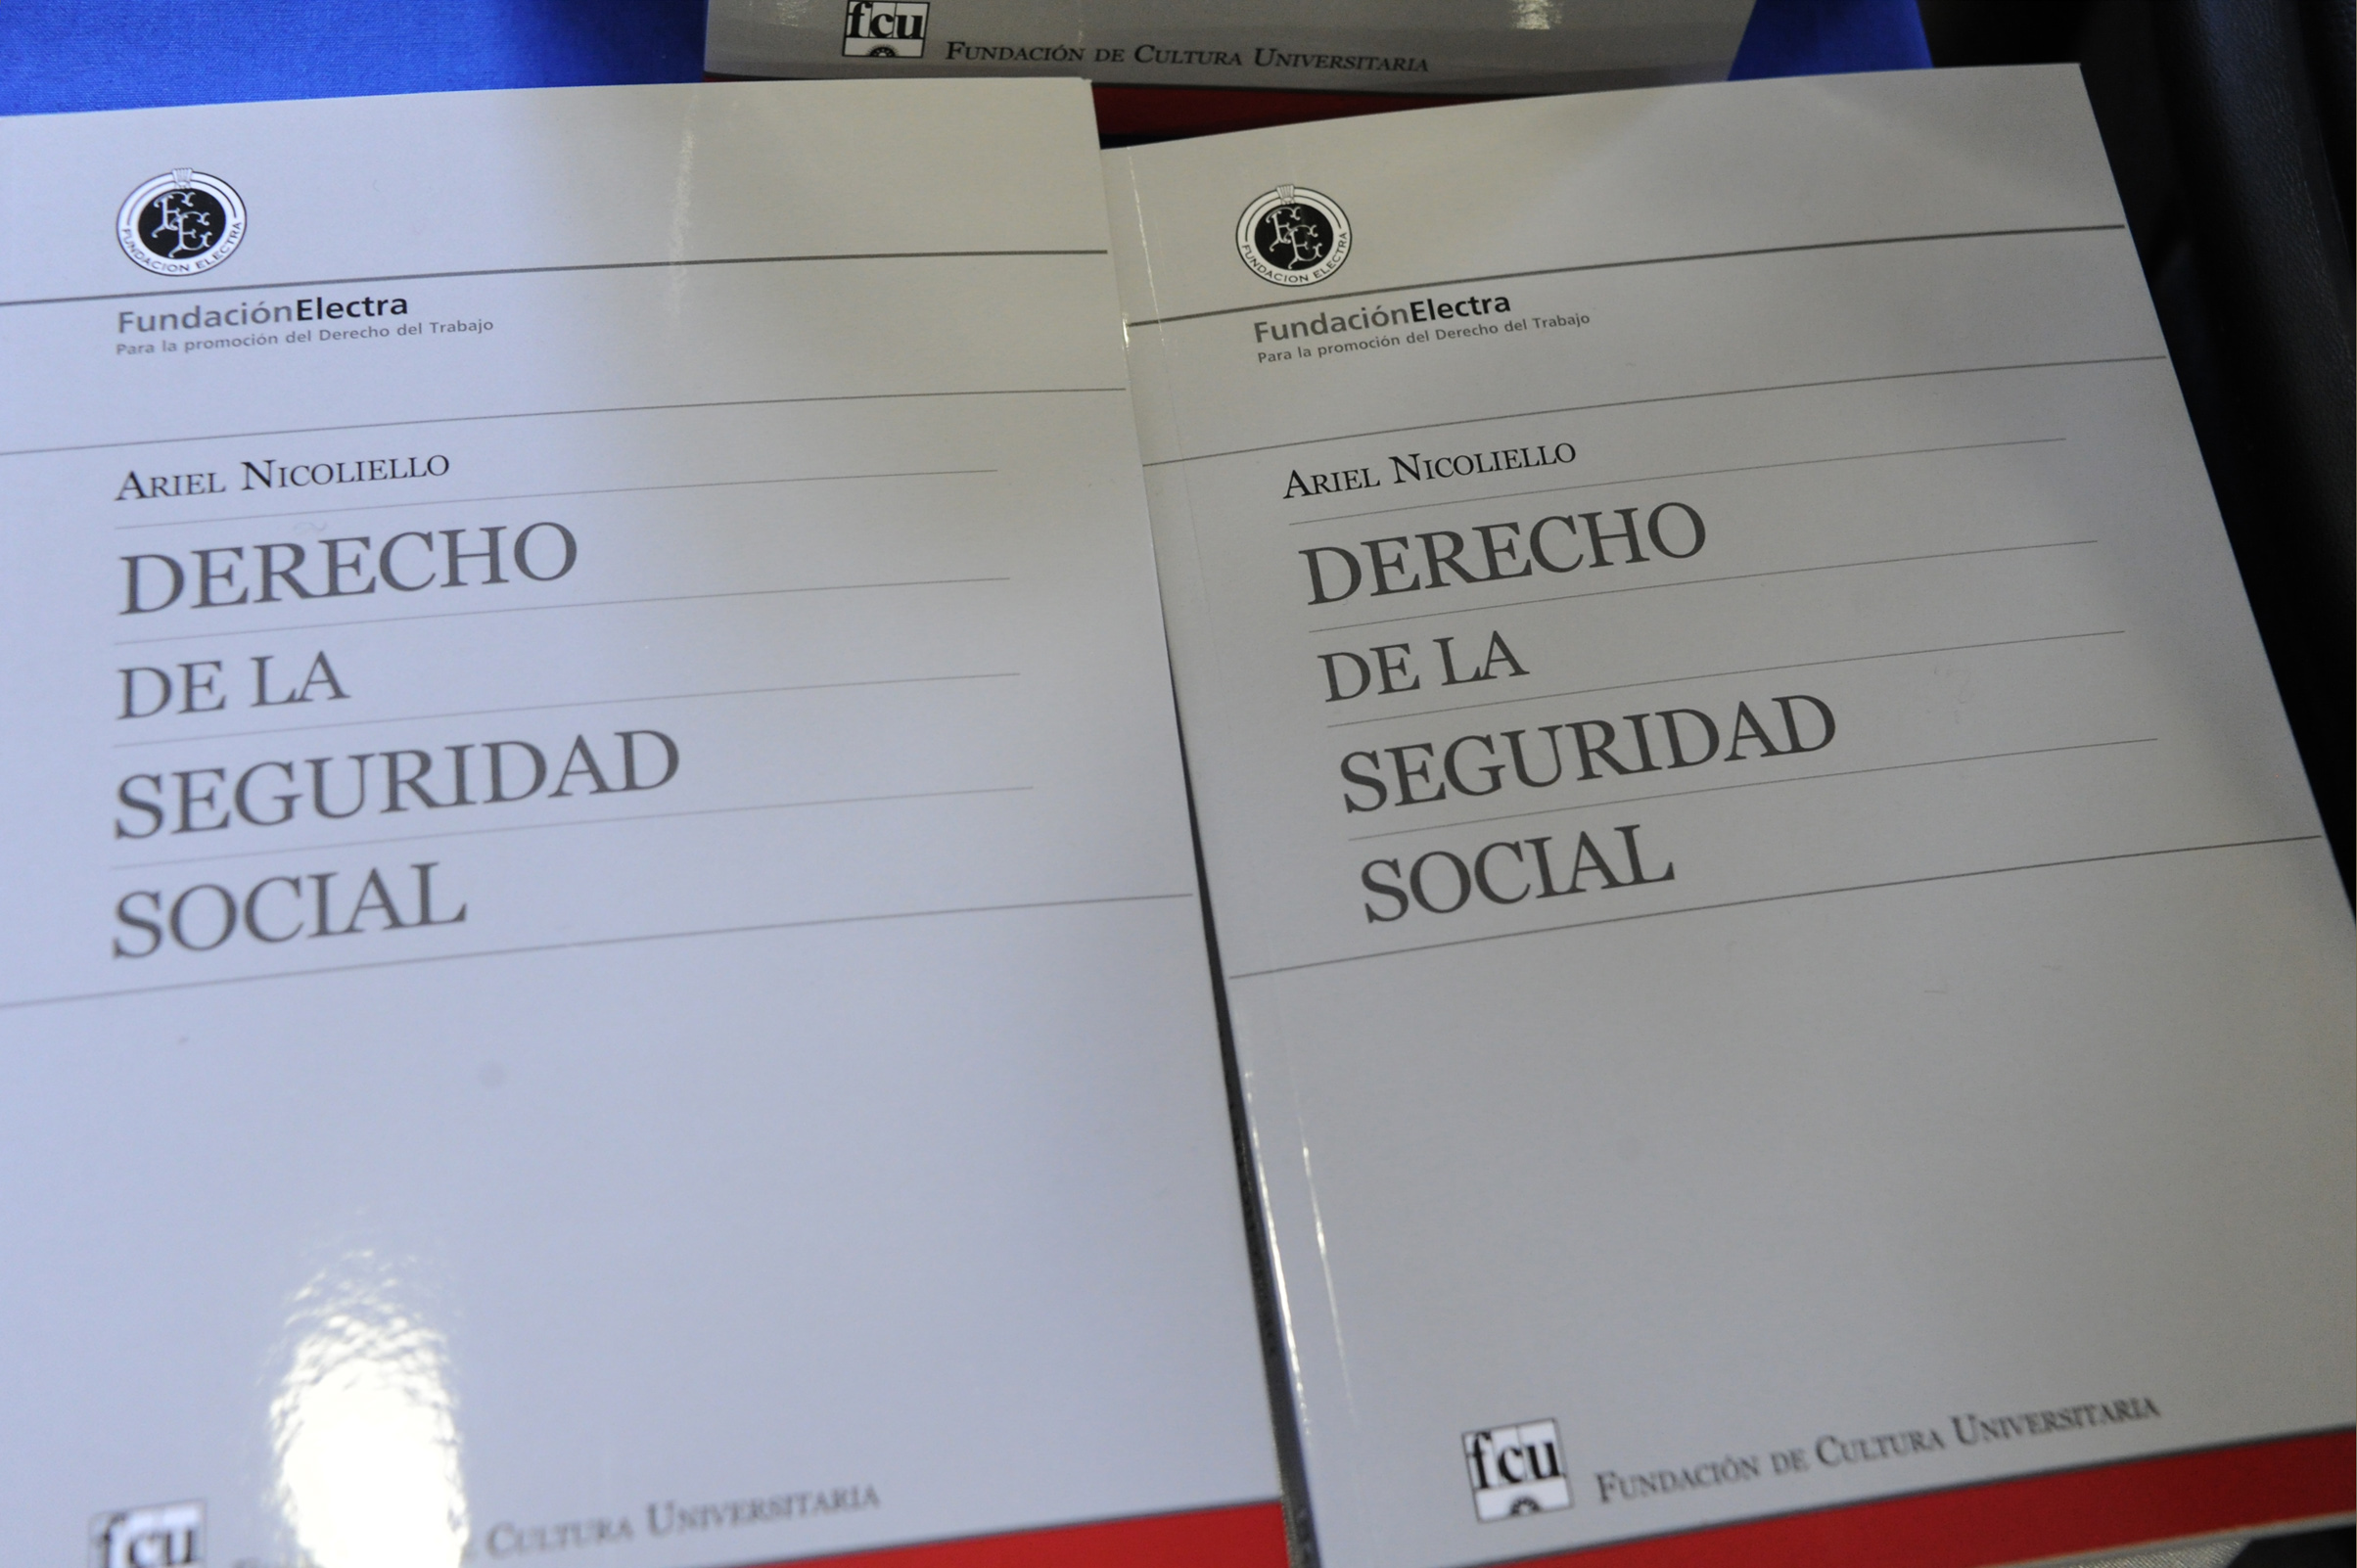 fcu
FUNDACIÓN DE CULTURA UNIVERSITARIA
FUNDACION ELECTRA
FundaciónElectra
Para la promoción del Derecho del Trabajo
ARIEL NICOLIELLO
DERECHO
DE LA
SEGURIDAD
SOCIAL
fcu
CULTURA UNIVERSITARIA
FUNDACION ELECTRA
FundaciónElectra
Para la promoción del Derecho del Trabajo
ARIEL NICOLIELLO
DERECHO
DE LA
SEGURIDAD
SOCIAL
fcu
FUNDACIÓN DE CULTURA UNIVERSITARIA